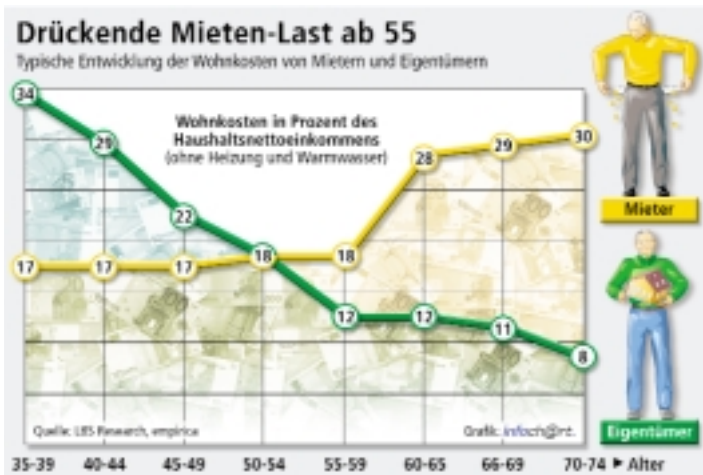 Drückende Mieten-Last ab 55
Typische Entwicklung der Wohnkosten von Mietern und Eigentümern
Wohnkosten in Prozent des
Haushaltsnettoeinkommens
(ohne Heizung und Warmwasser)
34
29
22
18
12
12
11
8
17
17
17
18
28
29
30
Mieter
Eigentümer
Quelle: LBS Research, empirica
Grafik: infoch@rt.
35-39 40-44 45-49 50-54 55-59 60-65 66-69 70-74 ► Alter